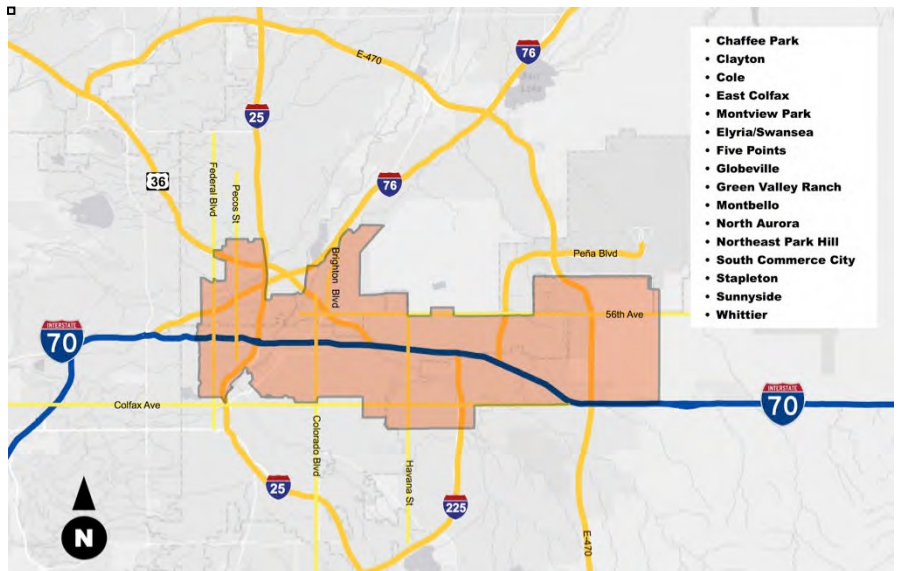 E-470
76
25
36
76
Federal Blvd
Pecos St
Brighton Blvd
Peña Blvd
56th Ave
INTERSTATE
70
Colfax Ave
INTERSTATE
70
Colorado Blvd
Havana St
25
225
E-470
N
• Chaffee Park
• Clayton
• Cole
• East Colfax
• Montview Park
• Elyria/Swansea
• Five Points
• Globeville
• Green Valley Ranch
• Montbello
• North Aurora
• Northeast Park Hill
• South Commerce City
• Stapleton
• Sunnyside
• Whittier